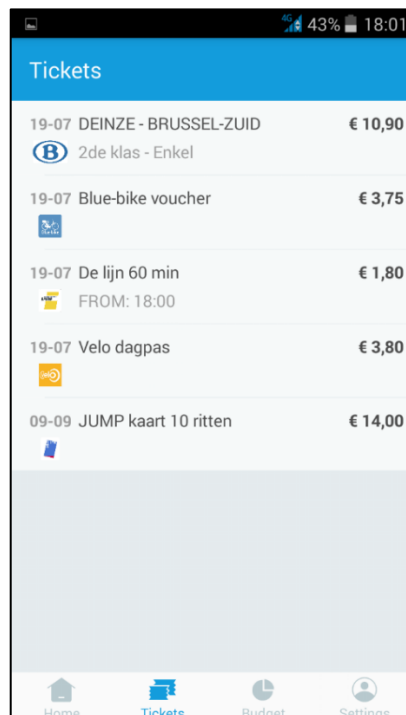 4G 43% 18:01
Tickets
19-07 DEINZE - BRUSSEL-ZUID € 10,90
B 2de klas - Enkel
19-07 Blue-bike voucher € 3,75
19-07 De lijn 60 min € 1,80
FROM: 18:00
19-07 Velo dagpas € 3,80
09-09 JUMP kaart 10 ritten € 14,00
Home Tickets Budget Settings